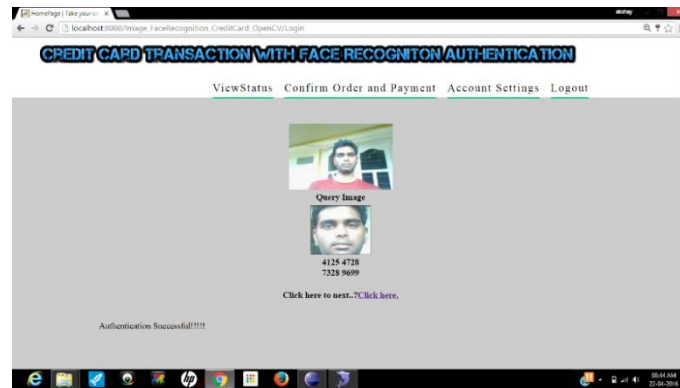 HomePage | Take your or
akshay
localhost:8080/Image_FaceRecognition_CreditCard_OpenCV/Login
CREDIT CARD TRANSACTION WITH FACE RECOGNITON AUTHENTICATION
ViewStatus Confirm Order and Payment Account Settings Logout
Query Image
4125 4728
7328 9699
Click here to next..?Click here.
Authentication Successful!!!!!
hp
08:44 AM
22-04-2016